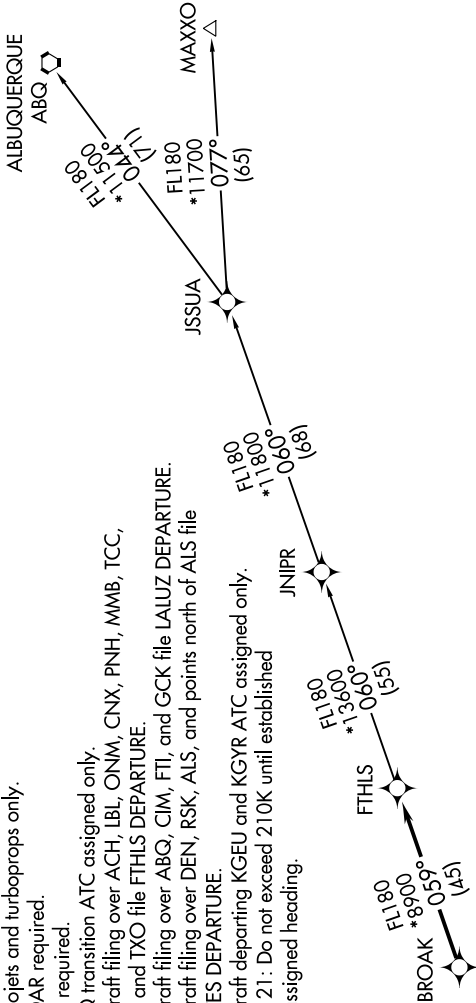 ALBUQUERQUE
ABQ
MAXXO
FL180
*11500
044°
(71)
FL180
*11700
077°
(65)
JSSUA
FL180
*11800
060°
(68)
JNIPR
FL180
*13600
060°
(55)
FTHLS
FL180
*8900
059°
(45)
BROAK
ojets and turboprops only.
AR required.
required.
transition ATC assigned only.
raft filing over ACH, LBL, ONM, CNX, PNH, MMB, TCC,
and TXO file FTHLS DEPARTURE.
raft filing over ABQ, CIM, FTI, and GCK file LALUZ DEPARTURE.
raft filing over DEN, RSK, ALS, and points north of ALS file
ES DEPARTURE.
raft departing KGEU and KGYR ATC assigned only.
21: Do not exceed 210K until established
ssigned heading.